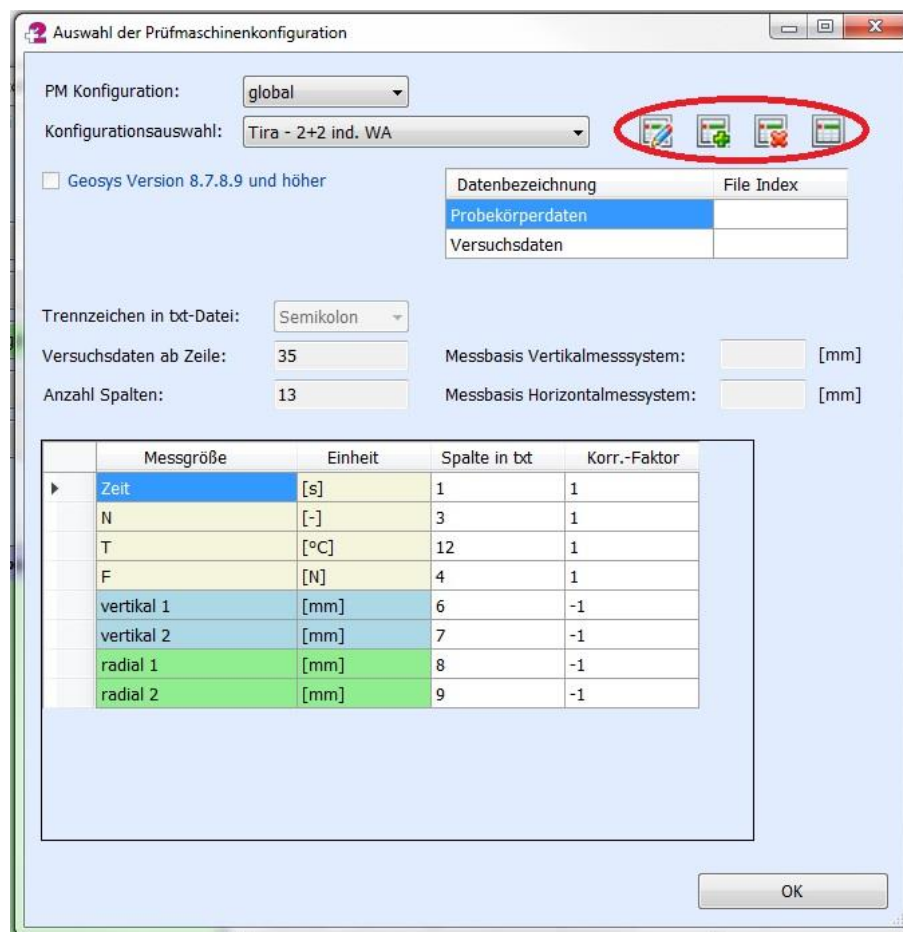 Auswahl der Prüfmaschinenkonfiguration
PM Konfiguration: global
Konfigurationsauswahl: Tira - 2+2 ind. WA
Geosys Version 8.7.8.9 und höher
Datenbezeichnung File Index
Probekörperdaten
Versuchsdaten
Trennzeichen in txt-Datei: Semikolon
Versuchsdaten ab Zeile: 35 Messbasis Vertikalmesssystem: [mm]
Anzahl Spalten: 13 Messbasis Horizontalmessystem: [mm]
Messgröße Einheit Spalte in txt Korr.-Faktor
Zeit [s] 1 1
N [-] 3 1
T [°C] 12 1
F [N] 4 1
vertikal 1 [mm] 6 -1
vertikal 2 [mm] 7 -1
radial 1 [mm] 8 -1
radial 2 [mm] 9 -1
OK